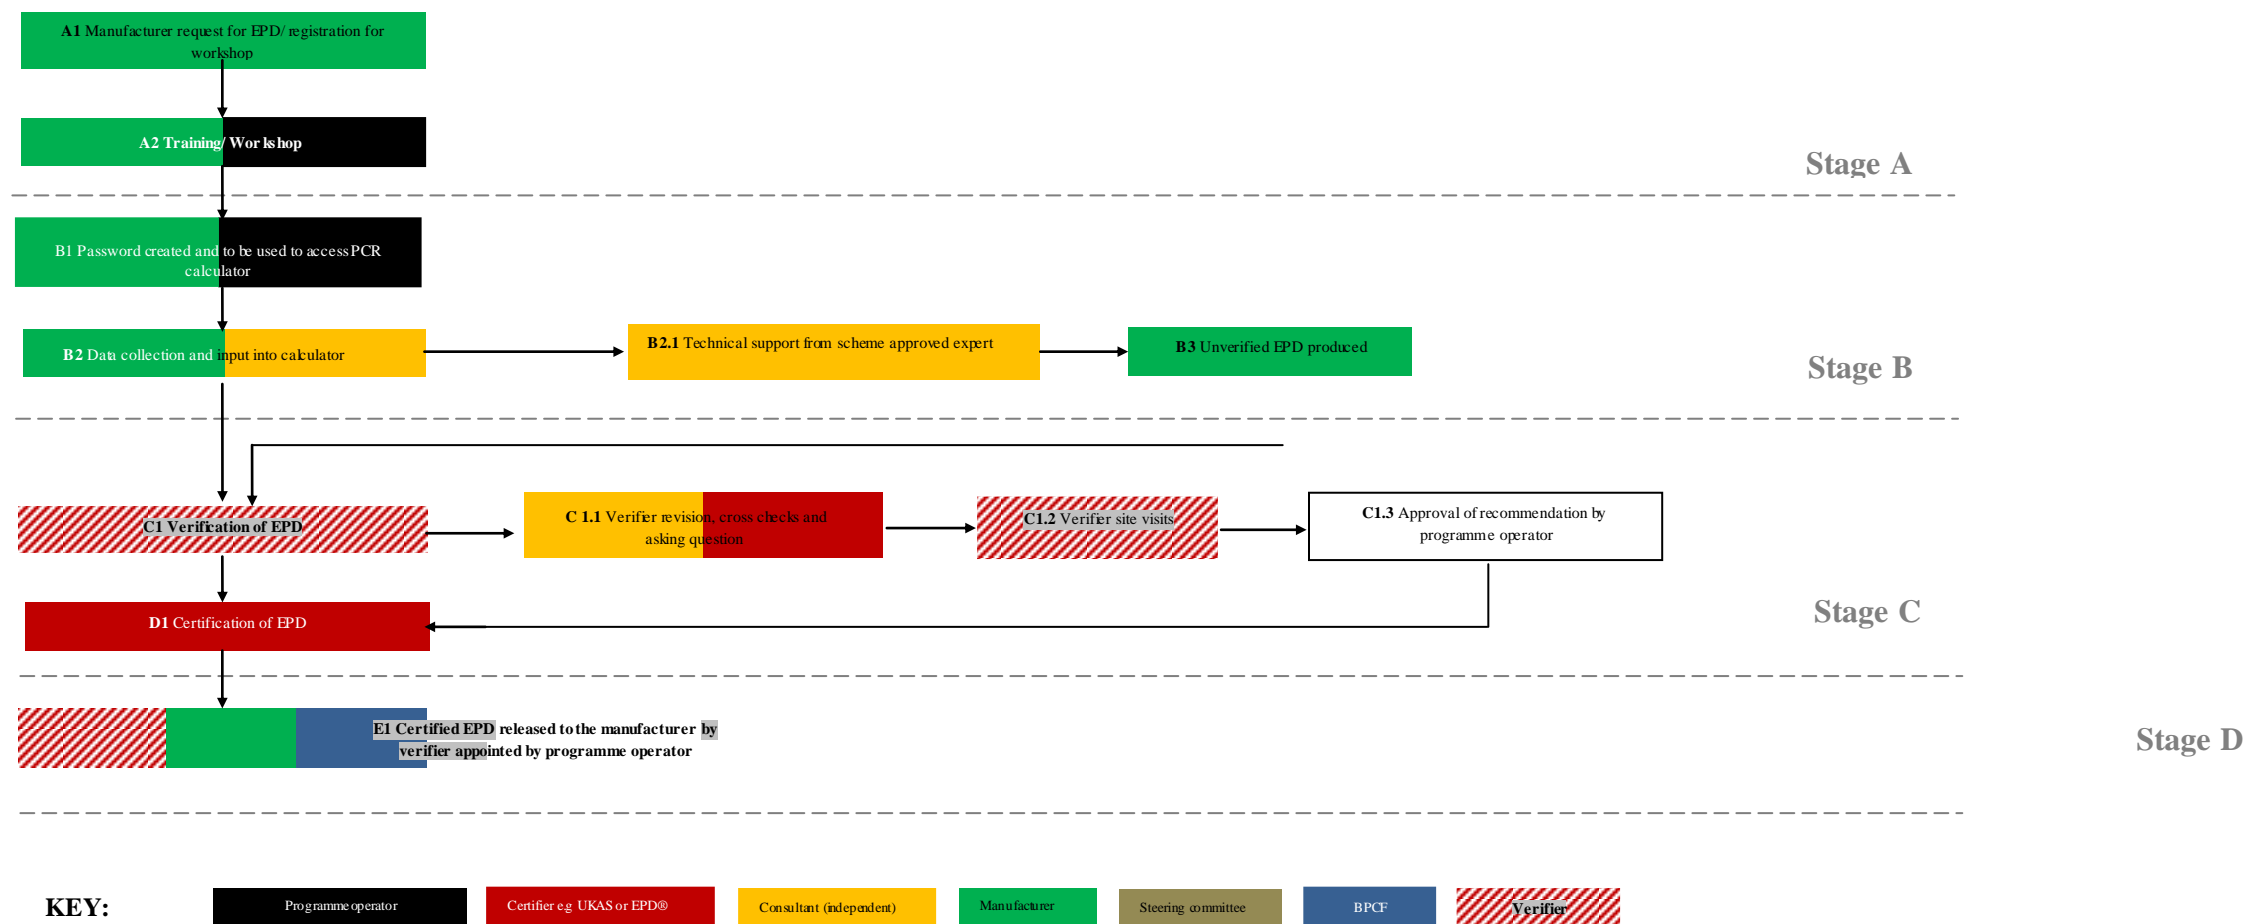 A1 Manufacturer request for EPD/ registration for
workshop
A2 Training/ Workshop
Stage A
B1 Password created and to be used to access PCR
calculator
B2 Data collection and input into calculator
B2.1 Technical support from scheme approved expert
B3 Unverified EPD produced
Stage B
C1 Verification of EPD
C 1.1 Verifier revision, cross checks and
asking question
C1.2 Verifier site visits
C1.3 Approval of recommendation by
programme operator
D1 Certification of EPD
Stage C
E1 Certified EPD released to the manufacturer by
verifier appointed by programme operator
Stage D
KEY:
Programme operator
Certifier e.g UKAS or EPD®
Consultant (independent)
Manufacturer
Steering committee
BPCF
Verifier